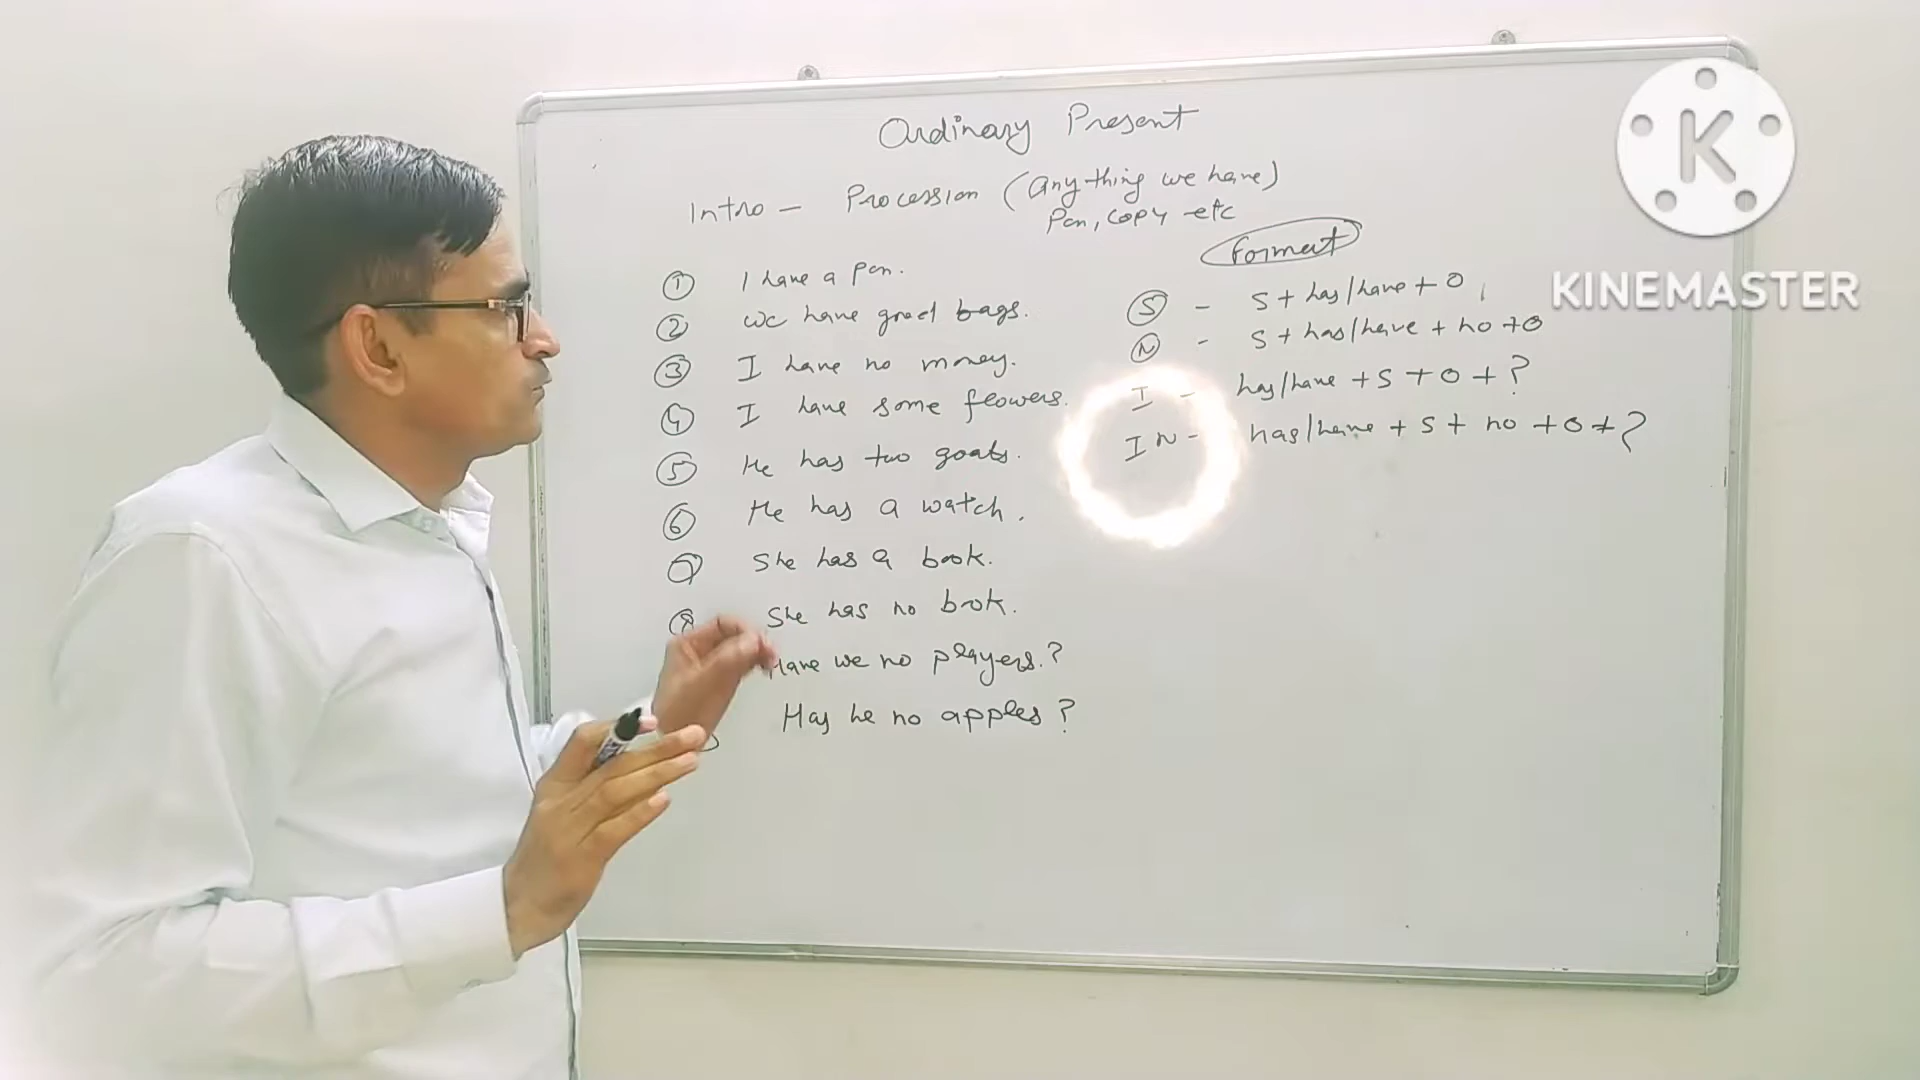 Ordinary Present
Intro - Procession (Anything we have)
Pen, copy etc
Format
① I have a pen.
② We have good bags.
③ I have no money.
④ I have some flowers.
⑤ He has two goats.
⑥ He has a watch.
⑦ She has a book.
⑧ She has no book.
Have we no players.?
Has he no apples?
Ⓢ - S + has/have + O
Ⓝ - S + has/have + no + O
I - has/have + S + O + ?
IN - has/have + S + no + O + ?
K
KINEMASTER